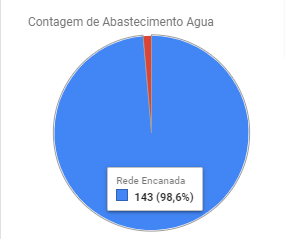 Contagem de Abastecimento Agua
Rede Encanada
143 (98,6%)